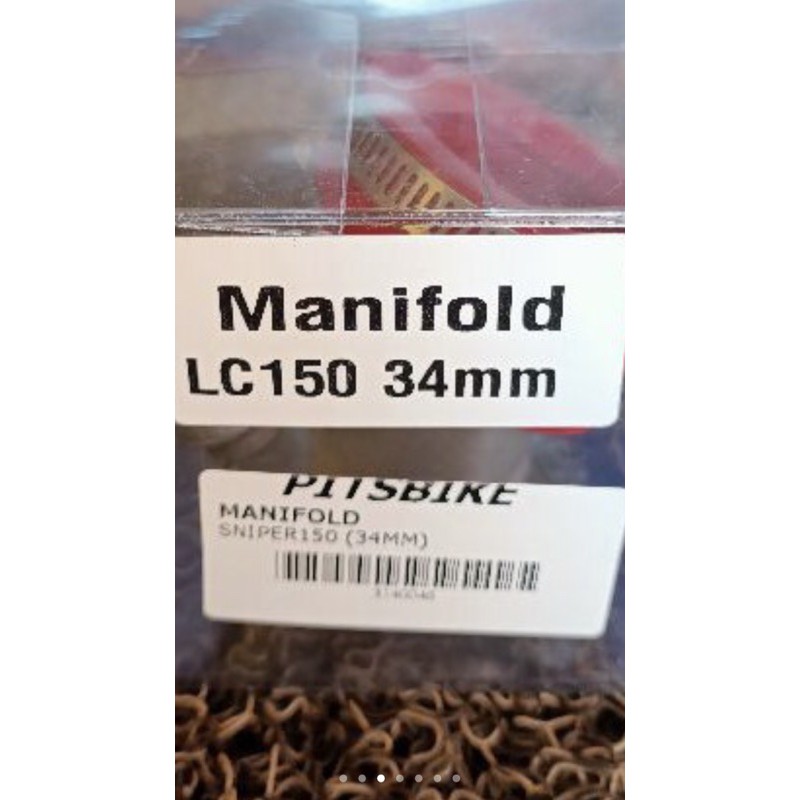 Manifold
LC150 34mm
PITSBIKE
MANIFOLD
SNIPER150 (34MM)